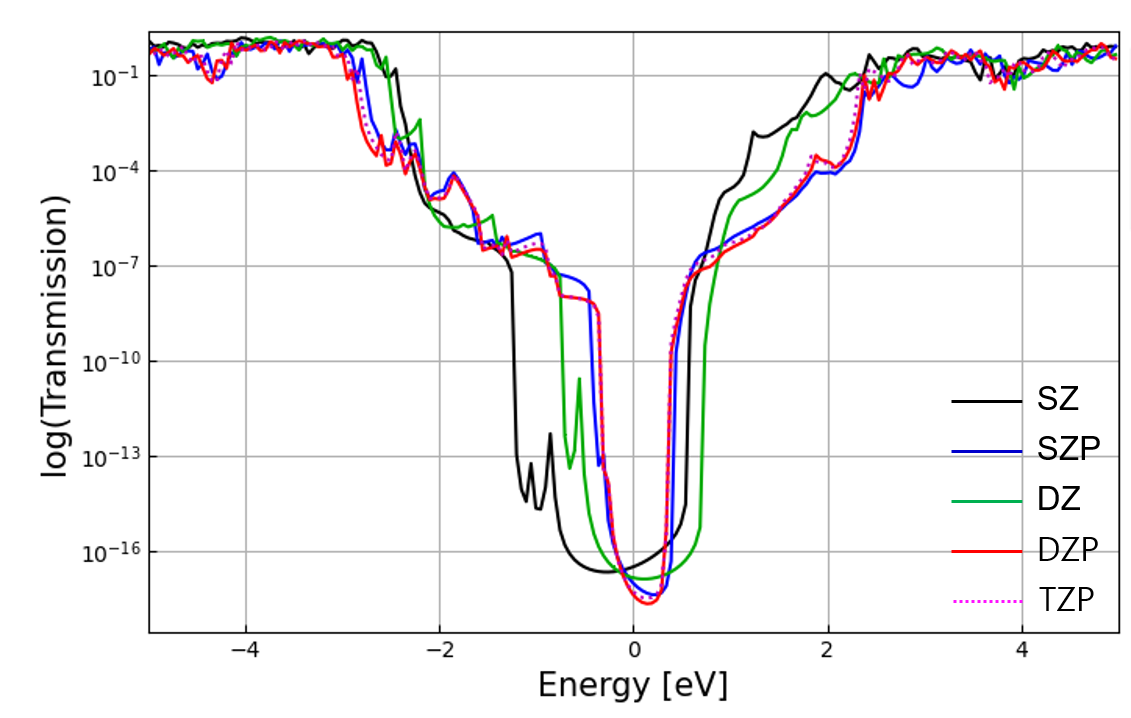 log(Transmission)
10⁻¹
10⁻⁴
10⁻⁷
10⁻¹⁰
10⁻¹³
10⁻¹⁶
SZ
SZP
DZ
DZP
TZP
−4 −2 0 2 4
Energy [eV]